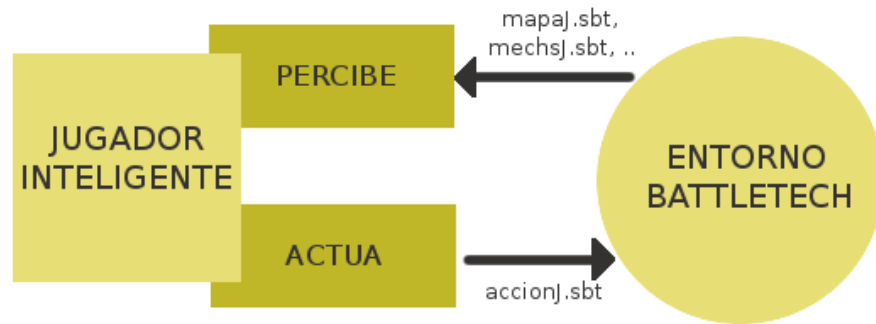 mapaJ.sbt,
mechsJ.sbt, ..
PERCIBE
JUGADOR
INTELIGENTE
ENTORNO
BATTLETECH
ACTUA
accionJ.sbt